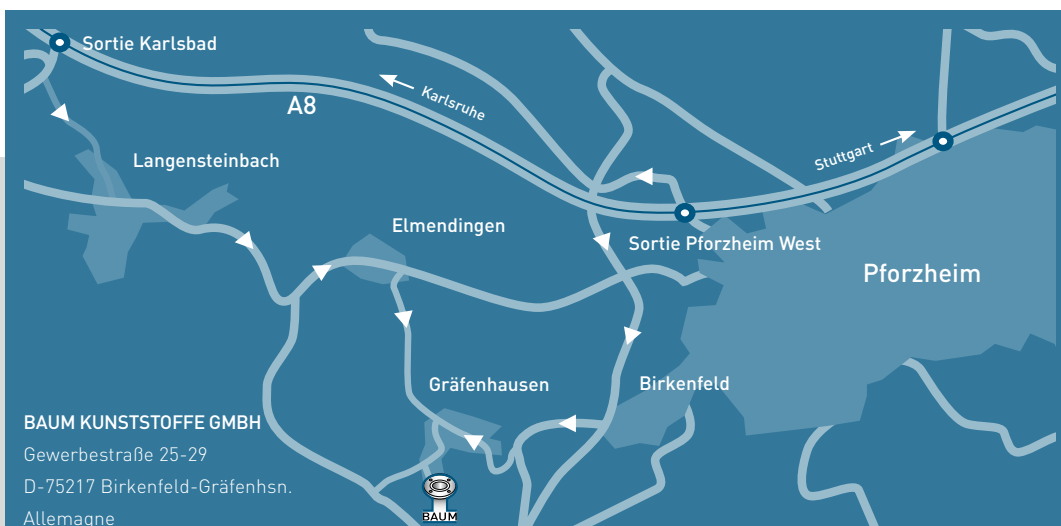 Sortie Karlsbad
A8
Karlsruhe
Stuttgart
Langensteinbach
Elmendingen
Sortie Pforzheim West
Pforzheim
Gräfenhausen
Birkenfeld
BAUM KUNSTSTOFFE GMBH
Gewerbestraße 25-29
D-75217 Birkenfeld-Gräfenhsn.
Allemagne
BAUM